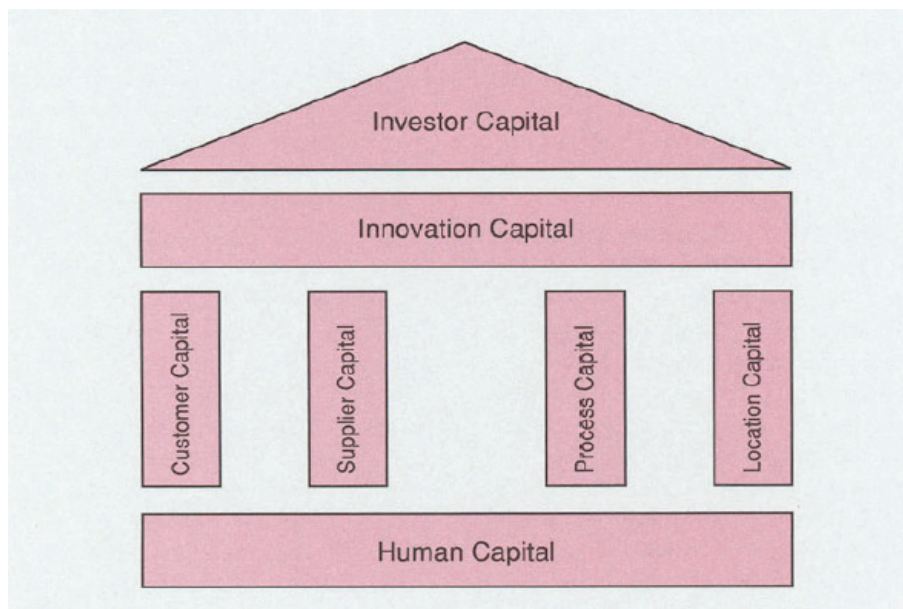 Investor Capital
Innovation Capital
Customer Capital
Supplier Capital
Process Capital
Location Capital
Human Capital